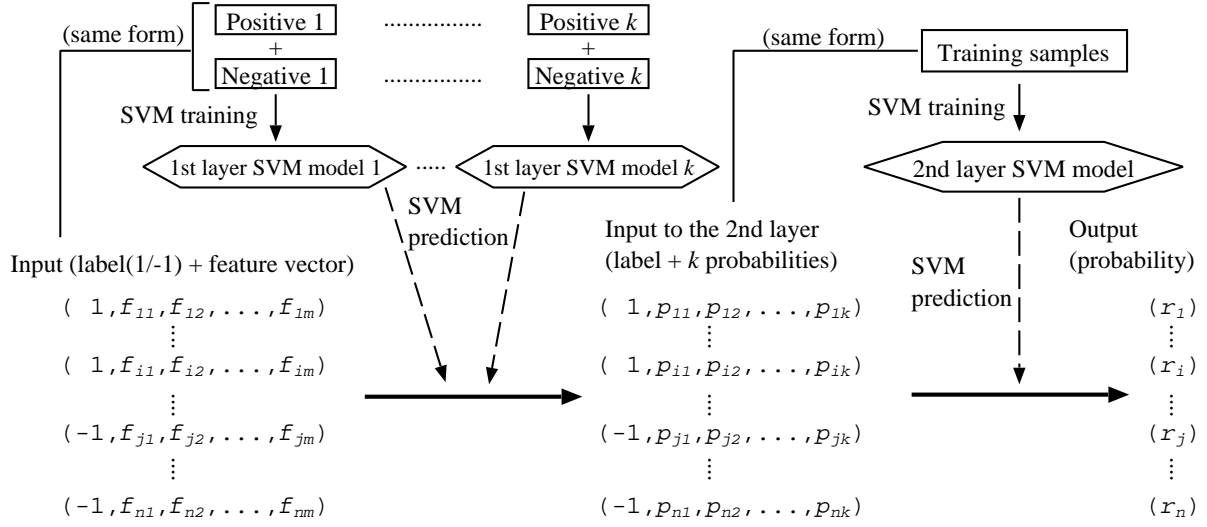 (same form)
Positive 1 .................. Positive k
+ +
Negative 1 .................. Negative k
SVM training
1st layer SVM model 1 ..... 1st layer SVM model k
SVM
prediction
Input (label(1/-1) + feature vector)
( 1,f11,f12,...,f1m)
( 1,fi1,fi2,...,fim)
(-1,fj1,fj2,...,fjm)
(-1,fn1,fn2,...,fnm)
(same form)
Training samples
SVM training
2nd layer SVM model
Input to the 2nd layer
(label + k probabilities)
( 1,p11,p12,...,p1k)
( 1,pi1,pi2,...,pik)
(-1,pj1,pj2,...,pjk)
(-1,pn1,pn2,...,pnk)
SVM
prediction
Output
(probability)
(r1)
(ri)
(rj)
(rn)